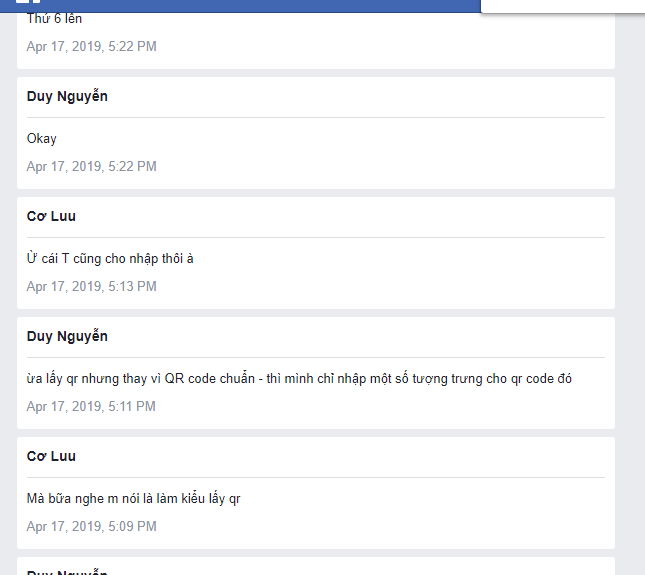 Thứ 6 lên
Apr 17, 2019, 5:22 PM
Duy Nguyễn
Okay
Apr 17, 2019, 5:22 PM
Cơ Luu
Ừ cái T cũng cho nhập thôi à
Apr 17, 2019, 5:13 PM
Duy Nguyễn
ừa lấy qr nhưng thay vì QR code chuẩn - thì mình chỉ nhập một số tượng trưng cho qr code đó
Apr 17, 2019, 5:11 PM
Cơ Luu
Mà bữa nghe m nói là làm kiểu lấy qr
Apr 17, 2019, 5:09 PM
Duy Nguyễn